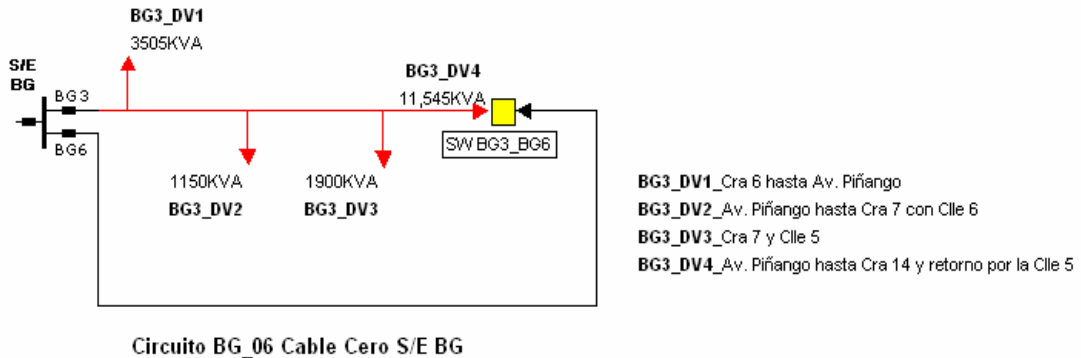 BG3_DV1
3505KVA
S/E
BG
BG3
BG6
BG3_DV4
11,545KVA
SW BG3_BG6
1150KVA
BG3_DV2
1900KVA
BG3_DV3
BG3_DV1_Cra 6 hasta Av. Piñango
BG3_DV2_Av. Piñango hasta Cra 7 con Clle 6
BG3_DV3_Cra 7 y Clle 5
BG3_DV4_Av. Piñango hasta Cra 14 y retorno por la Clle 5
Circuito BG_06 Cable Cero S/E BG